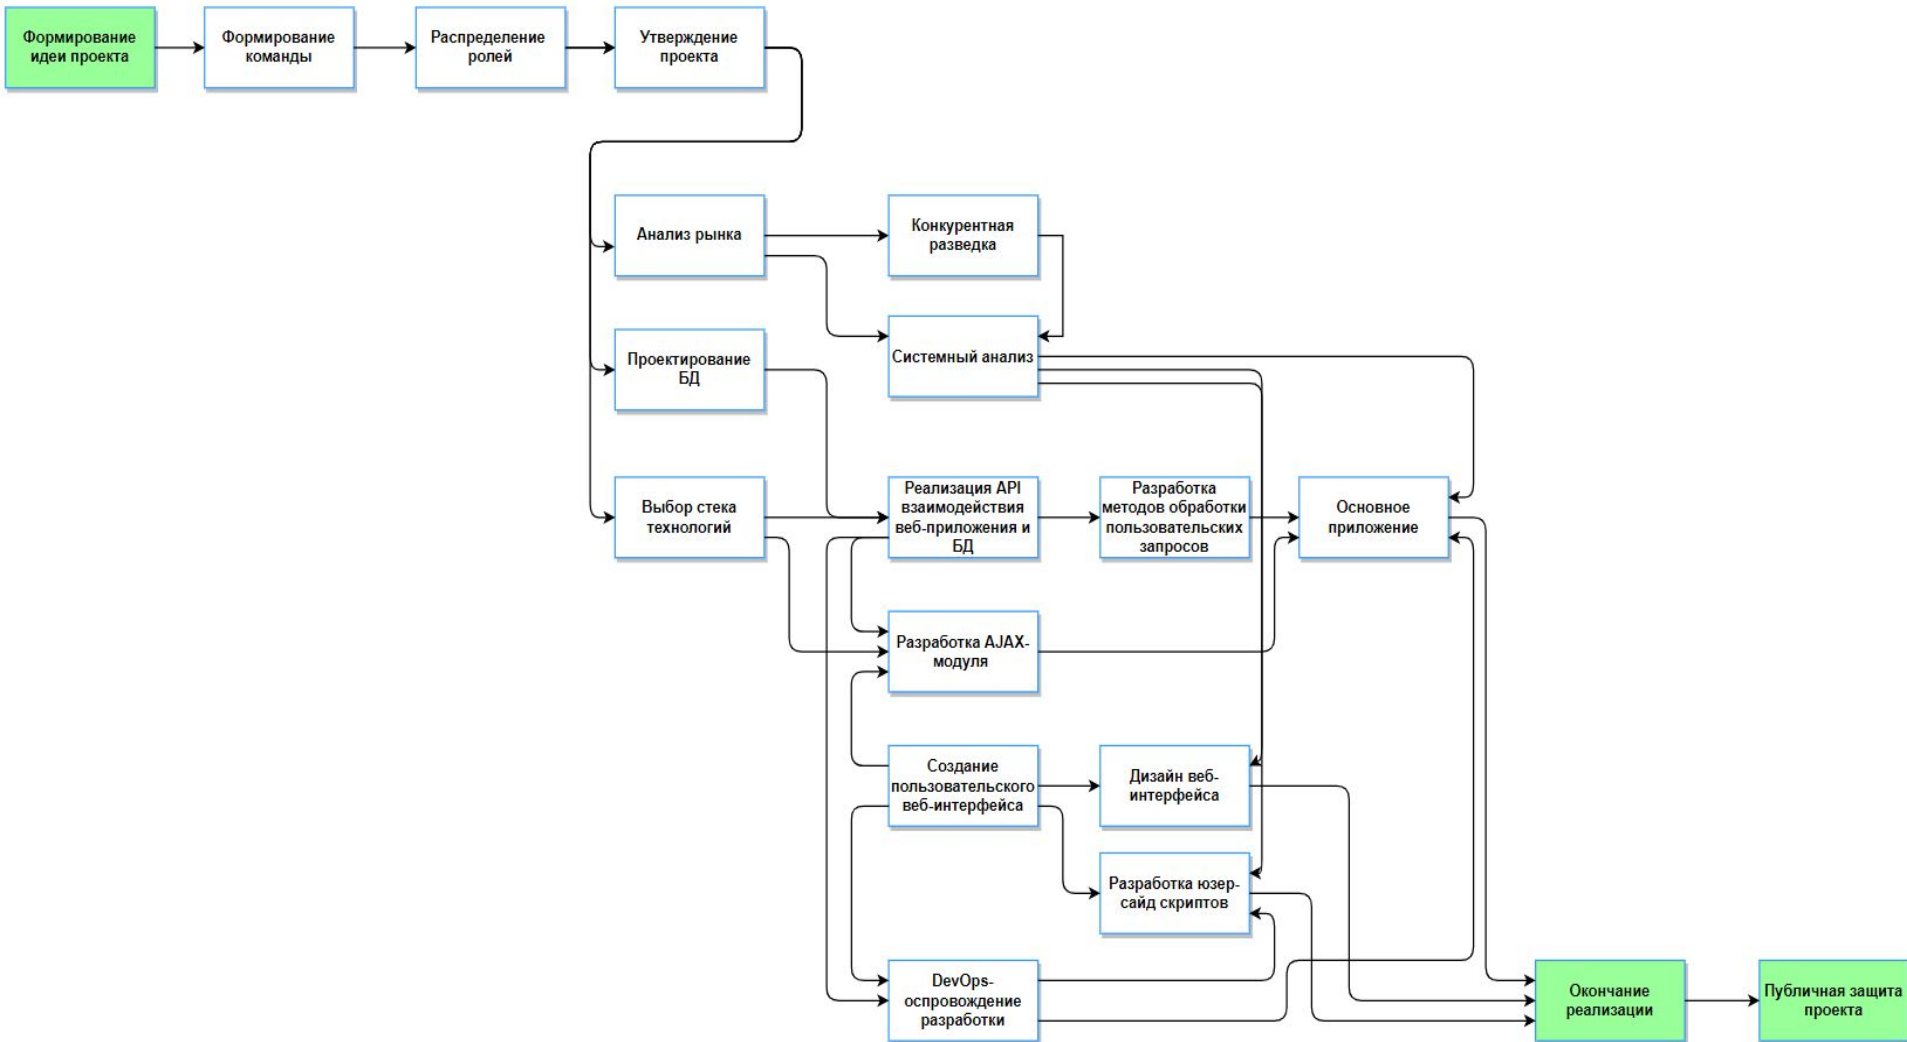 Формирование
идеи проекта
Формирование
команды
Распределение
ролей
Утверждение
проекта
Анализ рынка
Конкурентная
разведка
Системный анализ
Проектирование
БД
Выбор стека
технологий
Реализация API
взаимодействия
веб-приложения и
БД
Разработка
методов обработки
пользовательских
запросов
Основное
приложение
Разработка AJAX-
модуля
Создание
пользовательского
веб-интерфейса
Дизайн веб-
интерфейса
Разработка юзер-
сайд скриптов
DevOps-
оспровождение
разработки
Окончание
реализации
Публичная защита
проекта